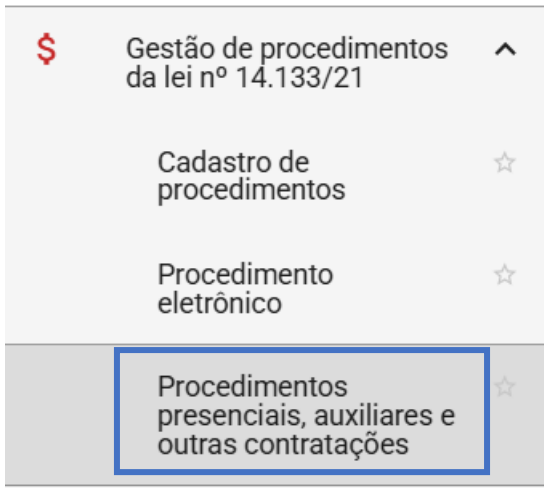 $ Gestão de procedimentos
da lei nº 14.133/21
Cadastro de
procedimentos
Procedimento
eletrônico
Procedimentos
presenciais, auxiliares e
outras contratações